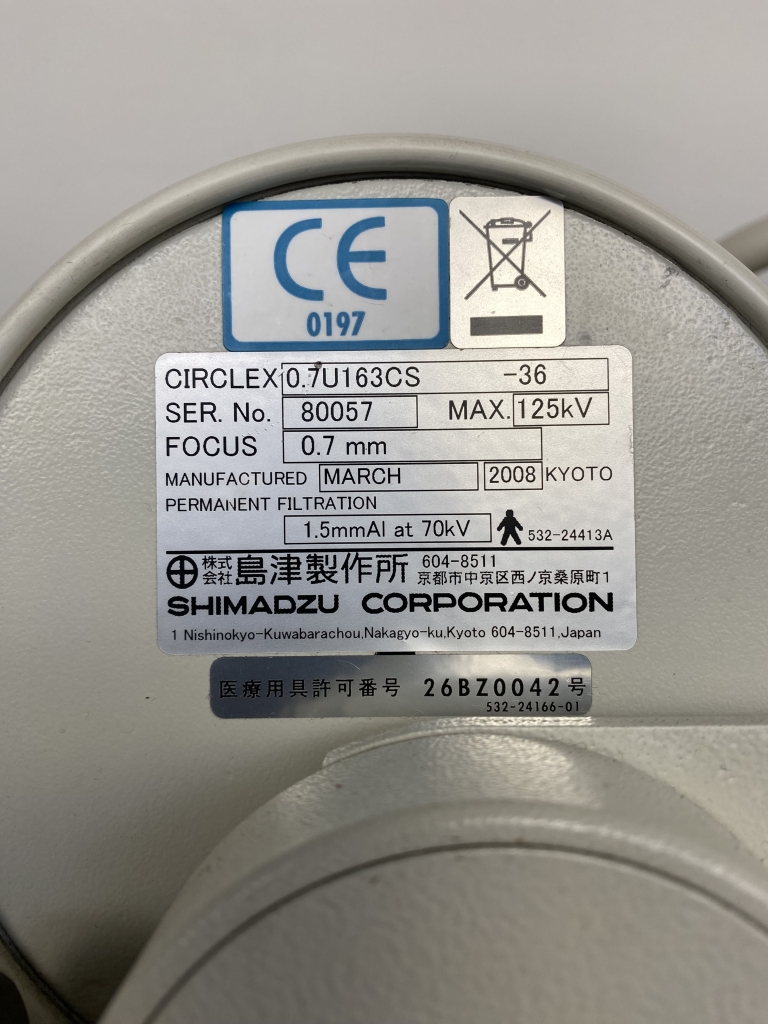 CE
0197
CIRCLEX 0.7U163CS -36
SER. No. 80057 MAX. 125kV
FOCUS 0.7 mm
MANUFACTURED MARCH 2008 KYOTO
PERMANENT FILTRATION
1.5mmAl at 70kV 532-24413A
株式会社 島津製作所 604-8511
京都市中京区西ノ京桑原町1
SHIMADZU CORPORATION
1 Nishinokyo-Kuwabarachou,Nakagyo-ku,Kyoto 604-8511,Japan
医療用具許可番号 26BZ0042号
532-24166-01